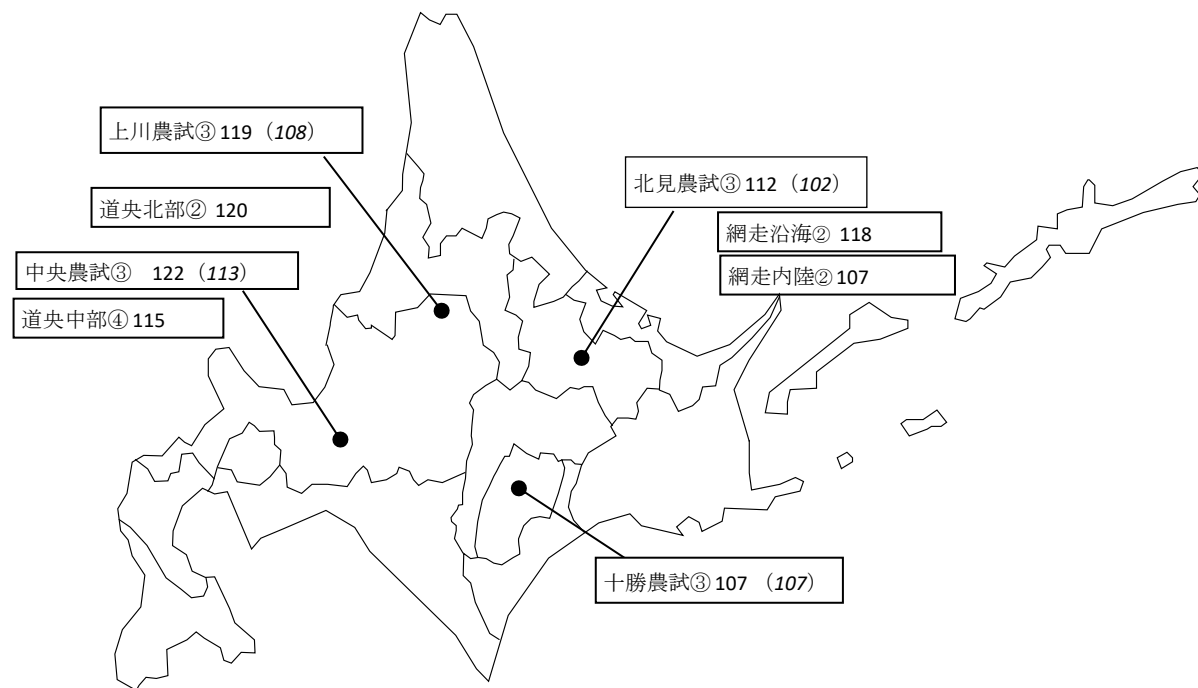 上川農試③ 119 （108）
北見農試③ 112 （102）
道央北部② 120
網走沿海② 118
中央農試③ 122 （113）
網走内陸② 107
道央中部④ 115
十勝農試③ 107 （107）